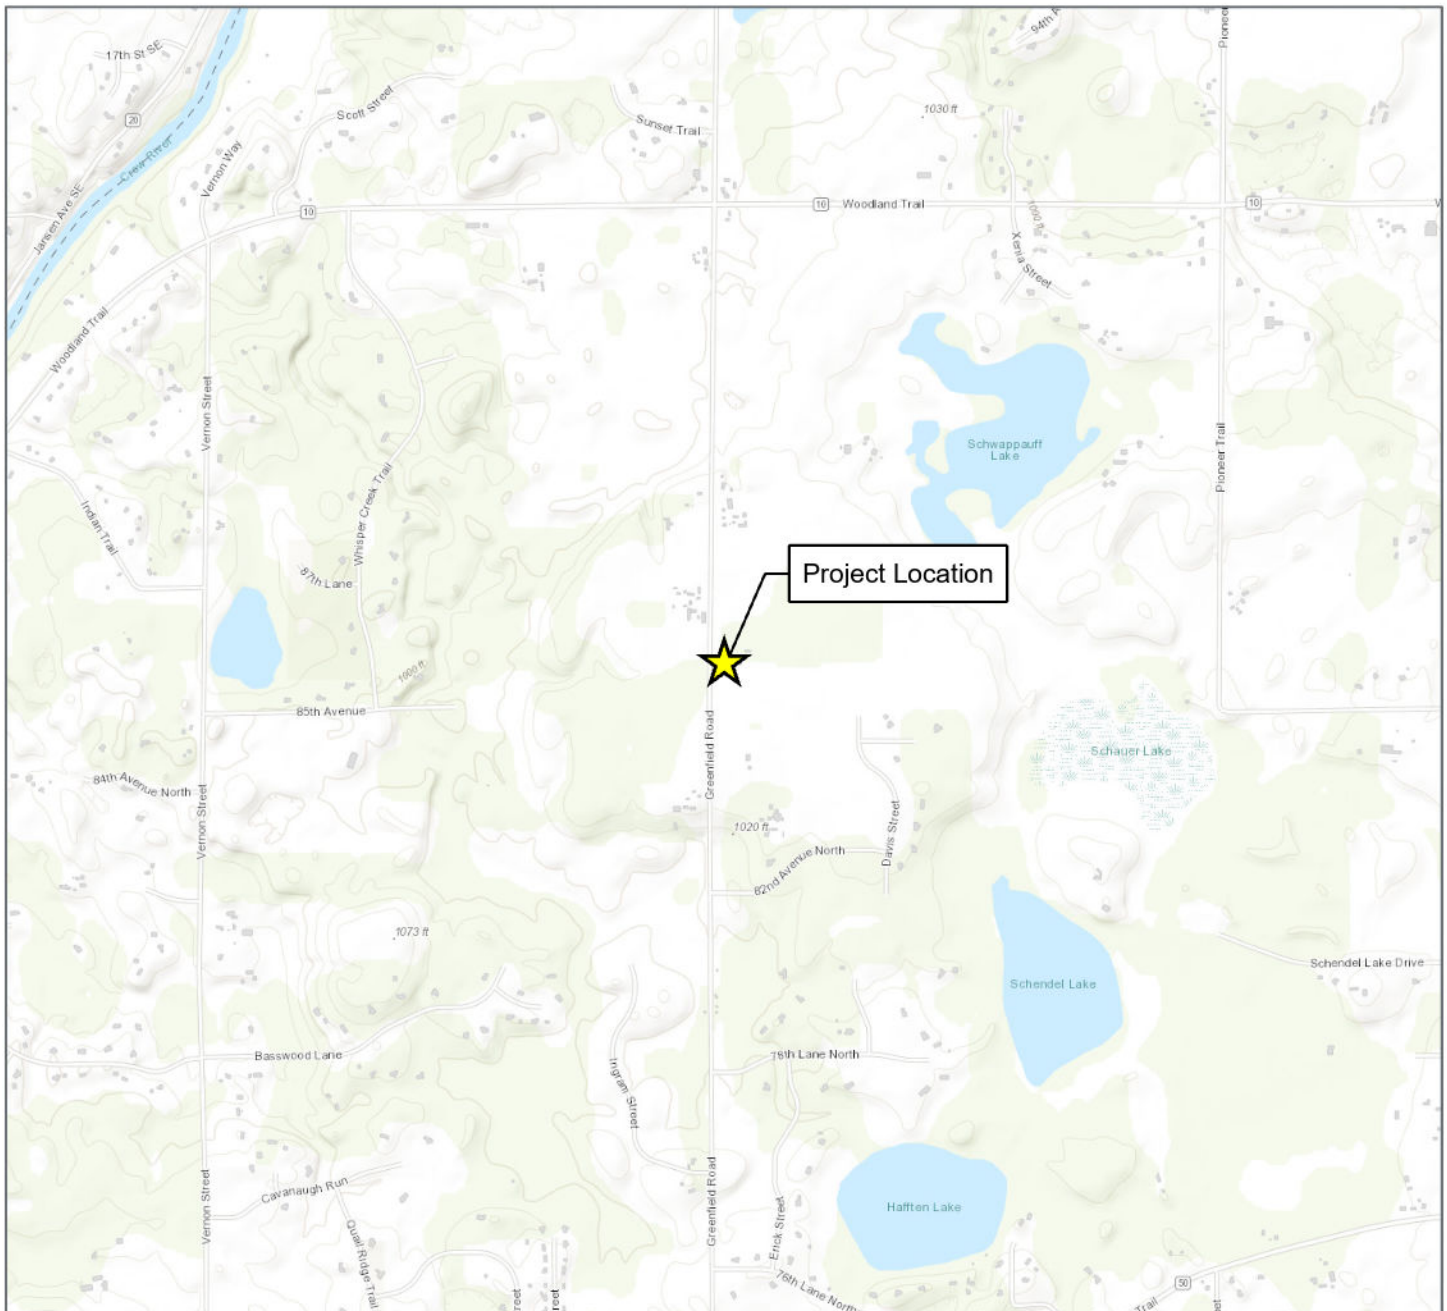 17th St SE
94th A
Pioneer
20
Scott Street
1030 ft
Sunset Trail
Crow River
Vernon Way
Jansen Ave SE
10
10
Woodland Trail
10
W
1000 ft
Xenia Street
Woodland Trail
Vernon Street
Schwappauff
Lake
Pioneer Trail
Whisper Creek Trail
Indian Trail
87th Lane
Project Location
1000 ft
85th Avenue
Greenfield Road
Schauer Lake
84th Avenue North
Vernon Street
1020 ft
Davis Street
82nd Avenue North
1073 ft
Schendel Lake Drive
Schendel Lake
Basswood Lane
78th Lane North
Ingram Street
Cavanaugh Run
Vernon Street
Greenfield Road
Hafften Lake
Erick Street
Quail Ridge Trail
76th Lane North
50
Trail
reet
reet
et